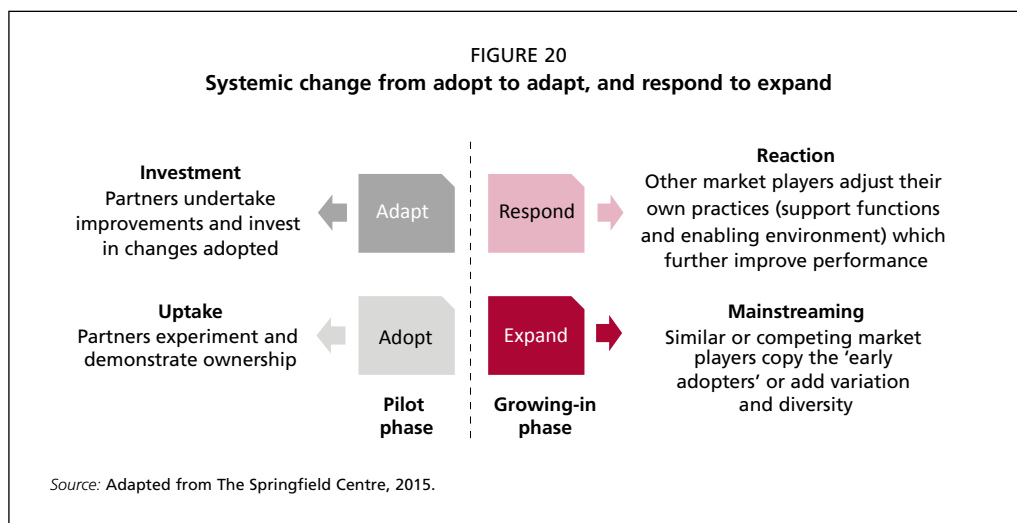 FIGURE 20
Systemic change from adopt to adapt, and respond to expand
Investment
Partners undertake
improvements and invest
in changes adopted
Adapt
Respond
Reaction
Other market players adjust their
own practices (support functions
and enabling environment) which
further improve performance
Uptake
Partners experiment and
demonstrate ownership
Adopt
Expand
Mainstreaming
Similar or competing market
players copy the ‘early
adopters’ or add variation
and diversity
Pilot
phase
Growing-in
phase
Source: Adapted from The Springfield Centre, 2015.